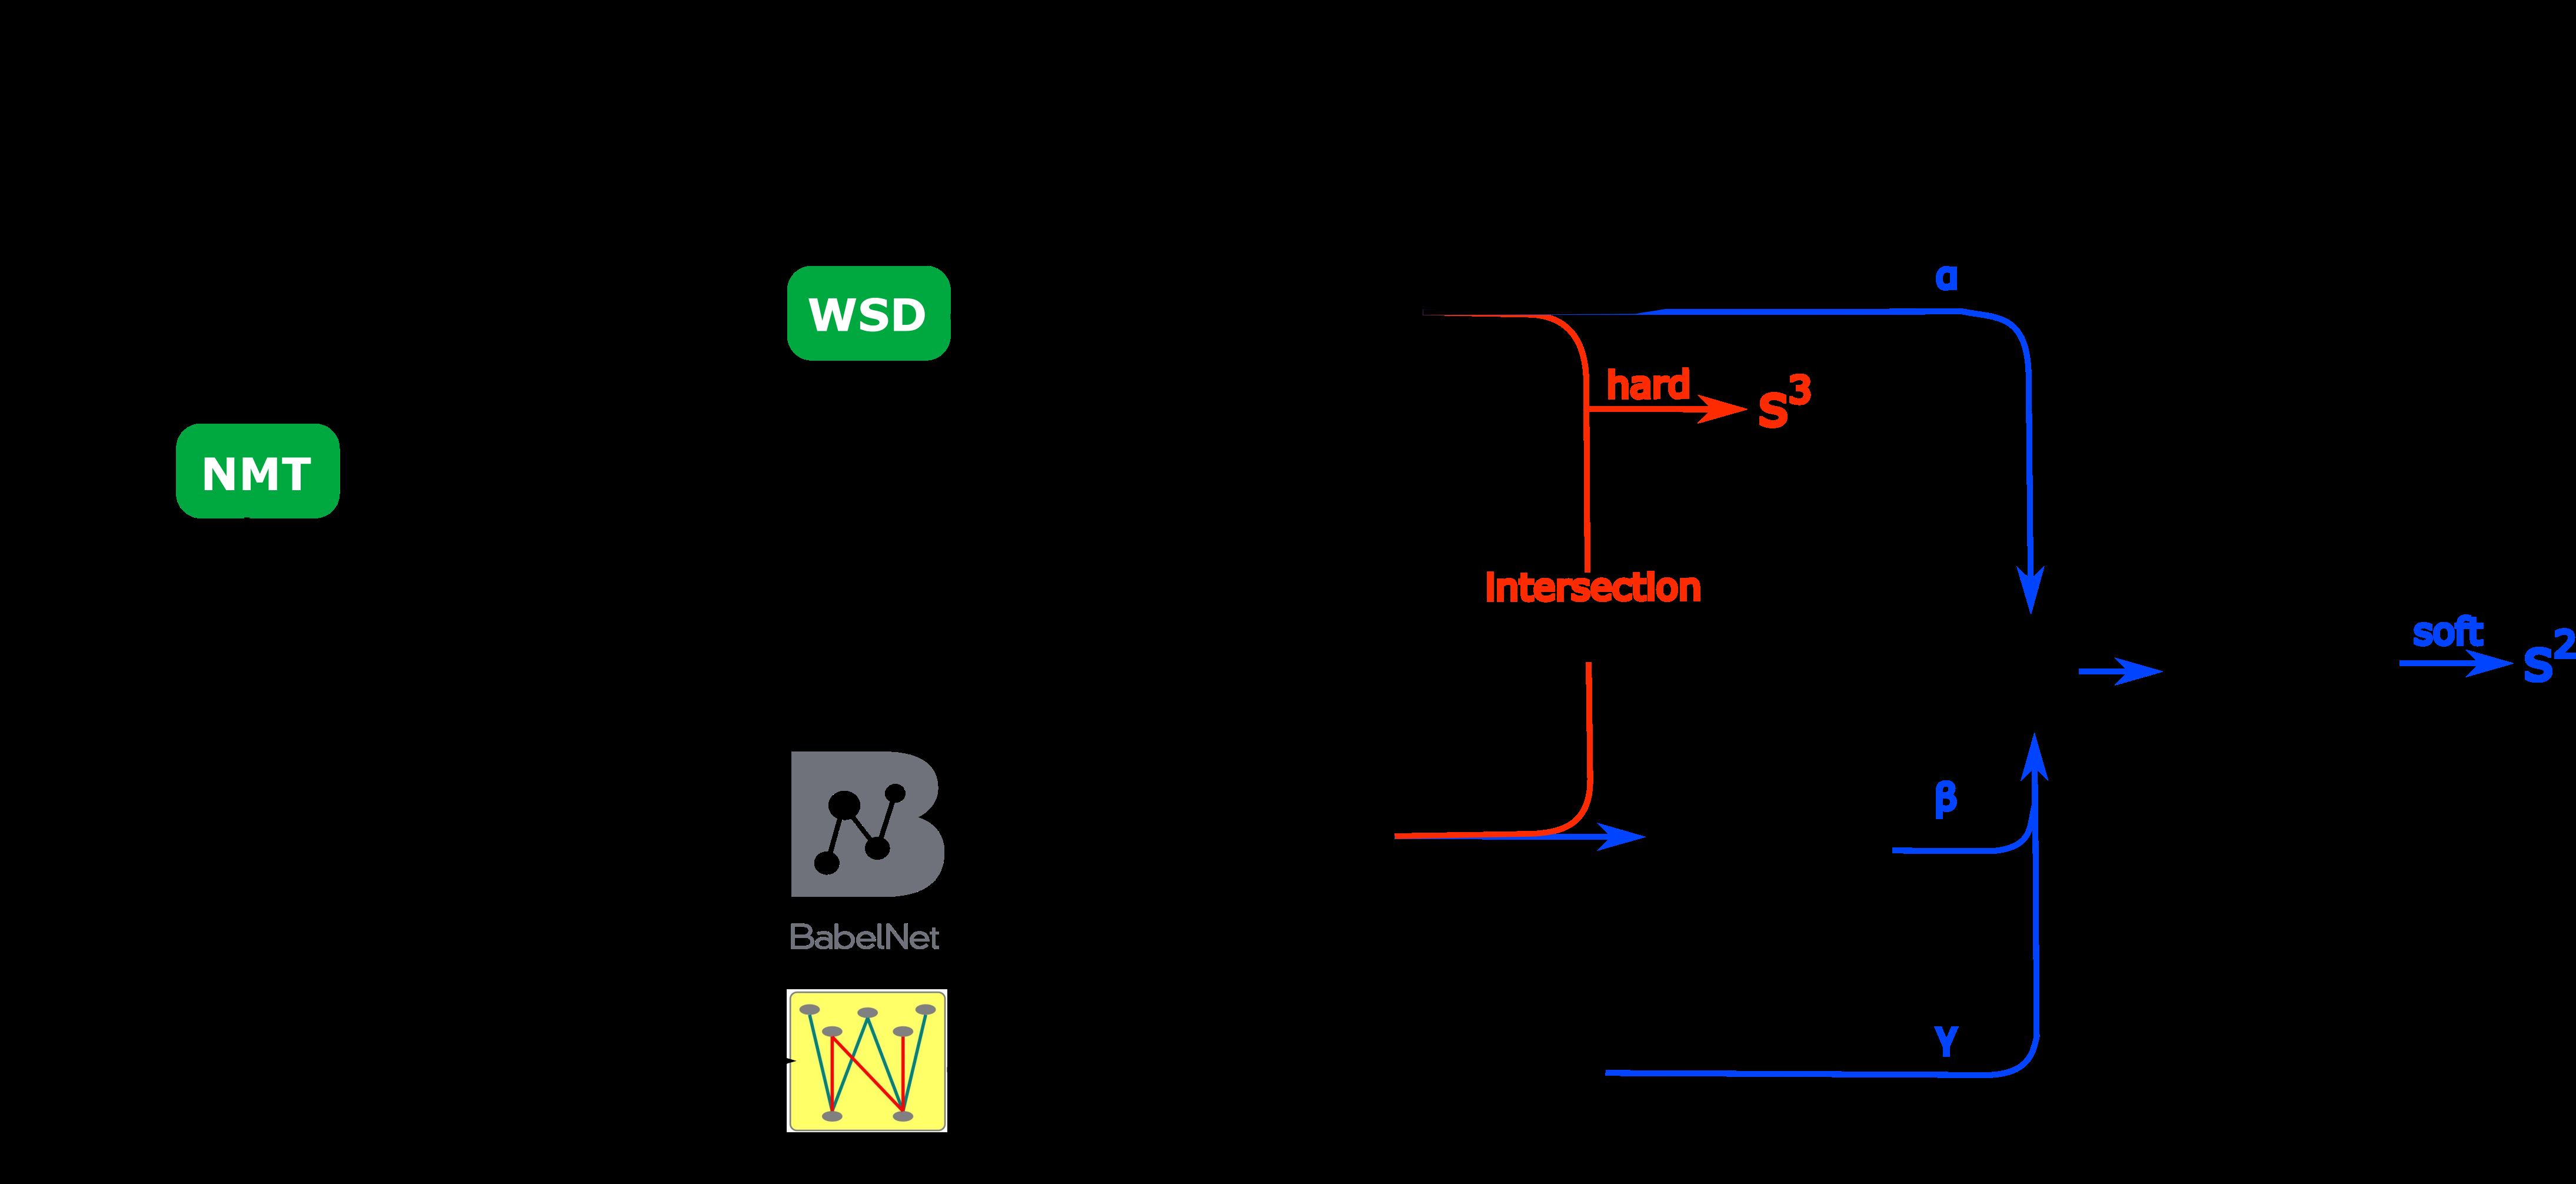 WSD
α
hard
S³
NMT
Intersection
soft
S²
β
BabelNet
γ